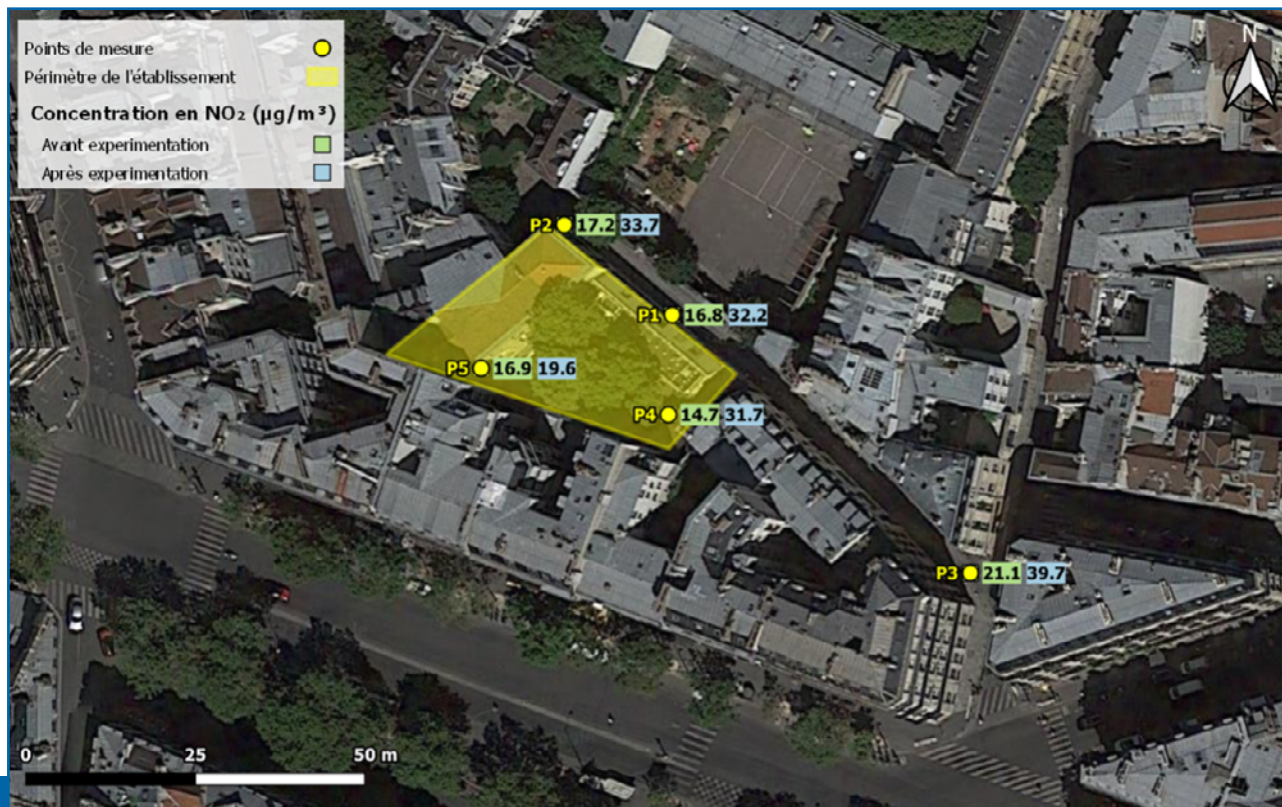 Points de mesure
Périmètre de l'établissement
Concentration en NO₂ (µg/m³)
Avant experimentation
Après experimentation
N
P2 17.2 33.7
P1 16.8 32.2
P5 16.9 19.6
P4 14.7 31.7
P3 21.1 39.7
0 25 50 m